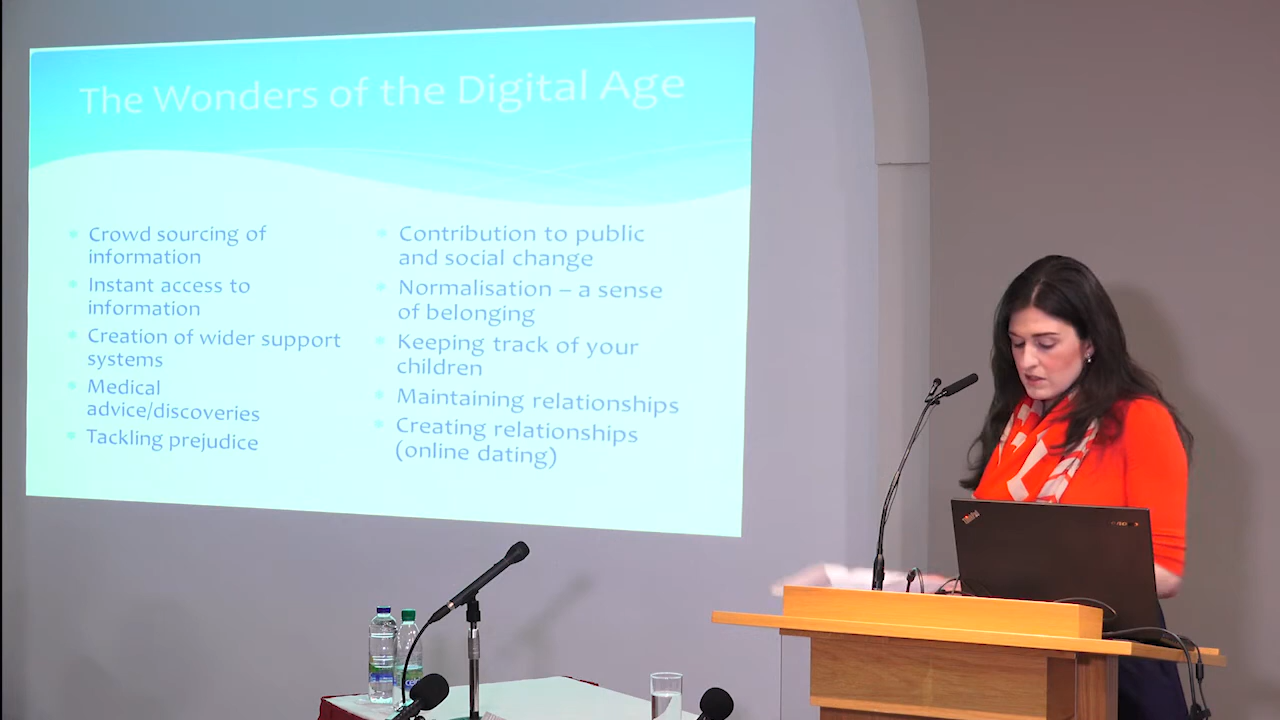 The Wonders of the Digital Age
Crowd sourcing of
information
Instant access to
information
Creation of wider support
systems
Medical
advice/discoveries
Tackling prejudice
Contribution to public
and social change
Normalisation – a sense
of belonging
Keeping track of your
children
Maintaining relationships
Creating relationships
(online dating)
ThinkPad